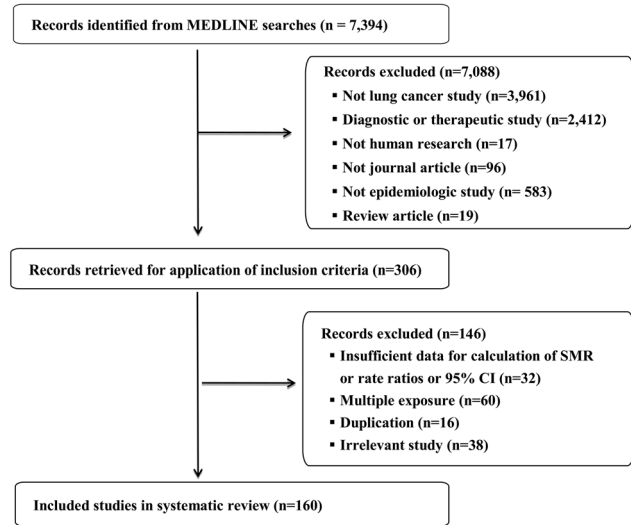 Records identified from MEDLINE searches (n = 7,394)
Records excluded (n=7,088)
▪ Not lung cancer study (n=3,961)
▪ Diagnostic or therapeutic study (n=2,412)
▪ Not human research (n=17)
▪ Not journal article (n=96)
▪ Not epidemiologic study (n= 583)
▪ Review article (n=19)
Records retrieved for application of inclusion criteria (n=306)
Records excluded (n=146)
▪ Insufficient data for calculation of SMR
or rate ratios or 95% CI (n=32)
▪ Multiple exposure (n=60)
▪ Duplication (n=16)
▪ Irrelevant study (n=38)
Included studies in systematic review (n=160)